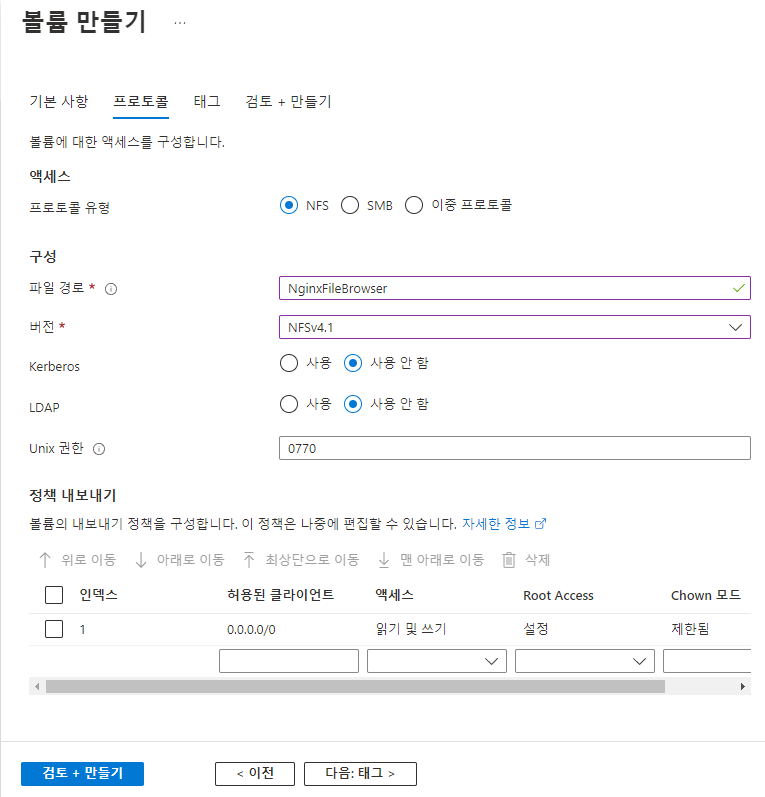 볼륨 만들기 ...
기본 사항 프로토콜 태그 검토 + 만들기
볼륨에 대한 액세스를 구성합니다.
액세스
프로토콜 유형 NFS SMB 이중 프로토콜
구성
파일 경로 * NginxFileBrowser
버전 * NFSv4.1
Kerberos 사용 사용 안 함
LDAP 사용 사용 안 함
Unix 권한 0770
정책 내보내기
볼륨의 내보내기 정책을 구성합니다. 이 정책은 나중에 편집할 수 있습니다. 자세한 정보
위로 이동 아래로 이동 최상단으로 이동 맨 아래로 이동 삭제
인덱스 허용된 클라이언트 액세스 Root Access Chown 모드
1 0.0.0.0/0 읽기 및 쓰기 설정 제한됨
검토 + 만들기 < 이전 다음: 태그 >